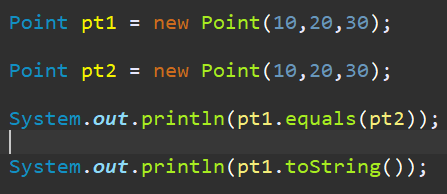 Point pt1 = new Point(10,20,30);
Point pt2 = new Point(10,20,30);
System.out.println(pt1.equals(pt2));
System.out.println(pt1.toString());